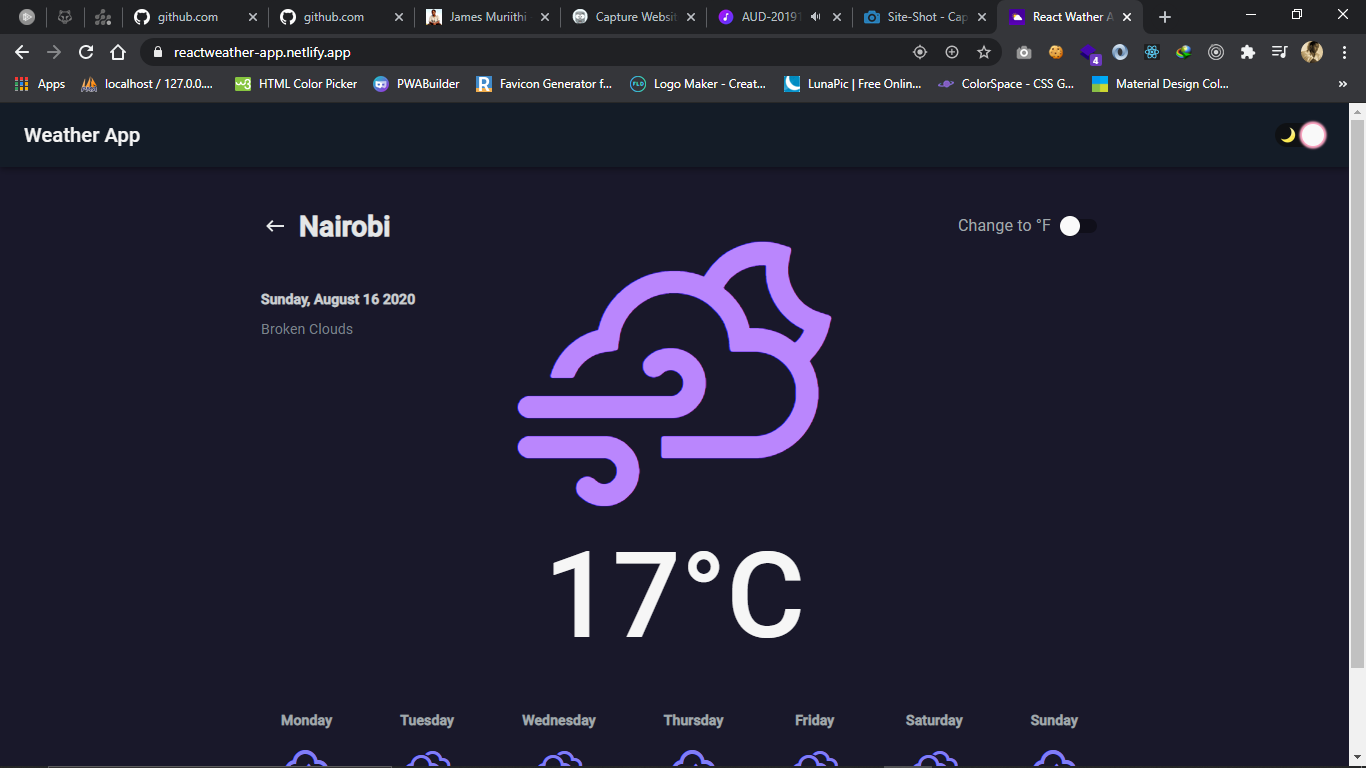 github.com
github.com
James Muriithi
Capture Websit
AUD-20191
Site-Shot - Cap
React Wather A
reactweather-app.netlify.app
4
Apps
localhost / 127.0.0....
HTML Color Picker
PWABuilder
Favicon Generator f...
Logo Maker - Creat...
LunaPic | Free Onlin...
ColorSpace - CSS G...
Material Design Col...
»
Weather App
Nairobi
Change to °F
Sunday, August 16 2020
Broken Clouds
17°C
Monday Tuesday Wednesday Thursday Friday Saturday Sunday